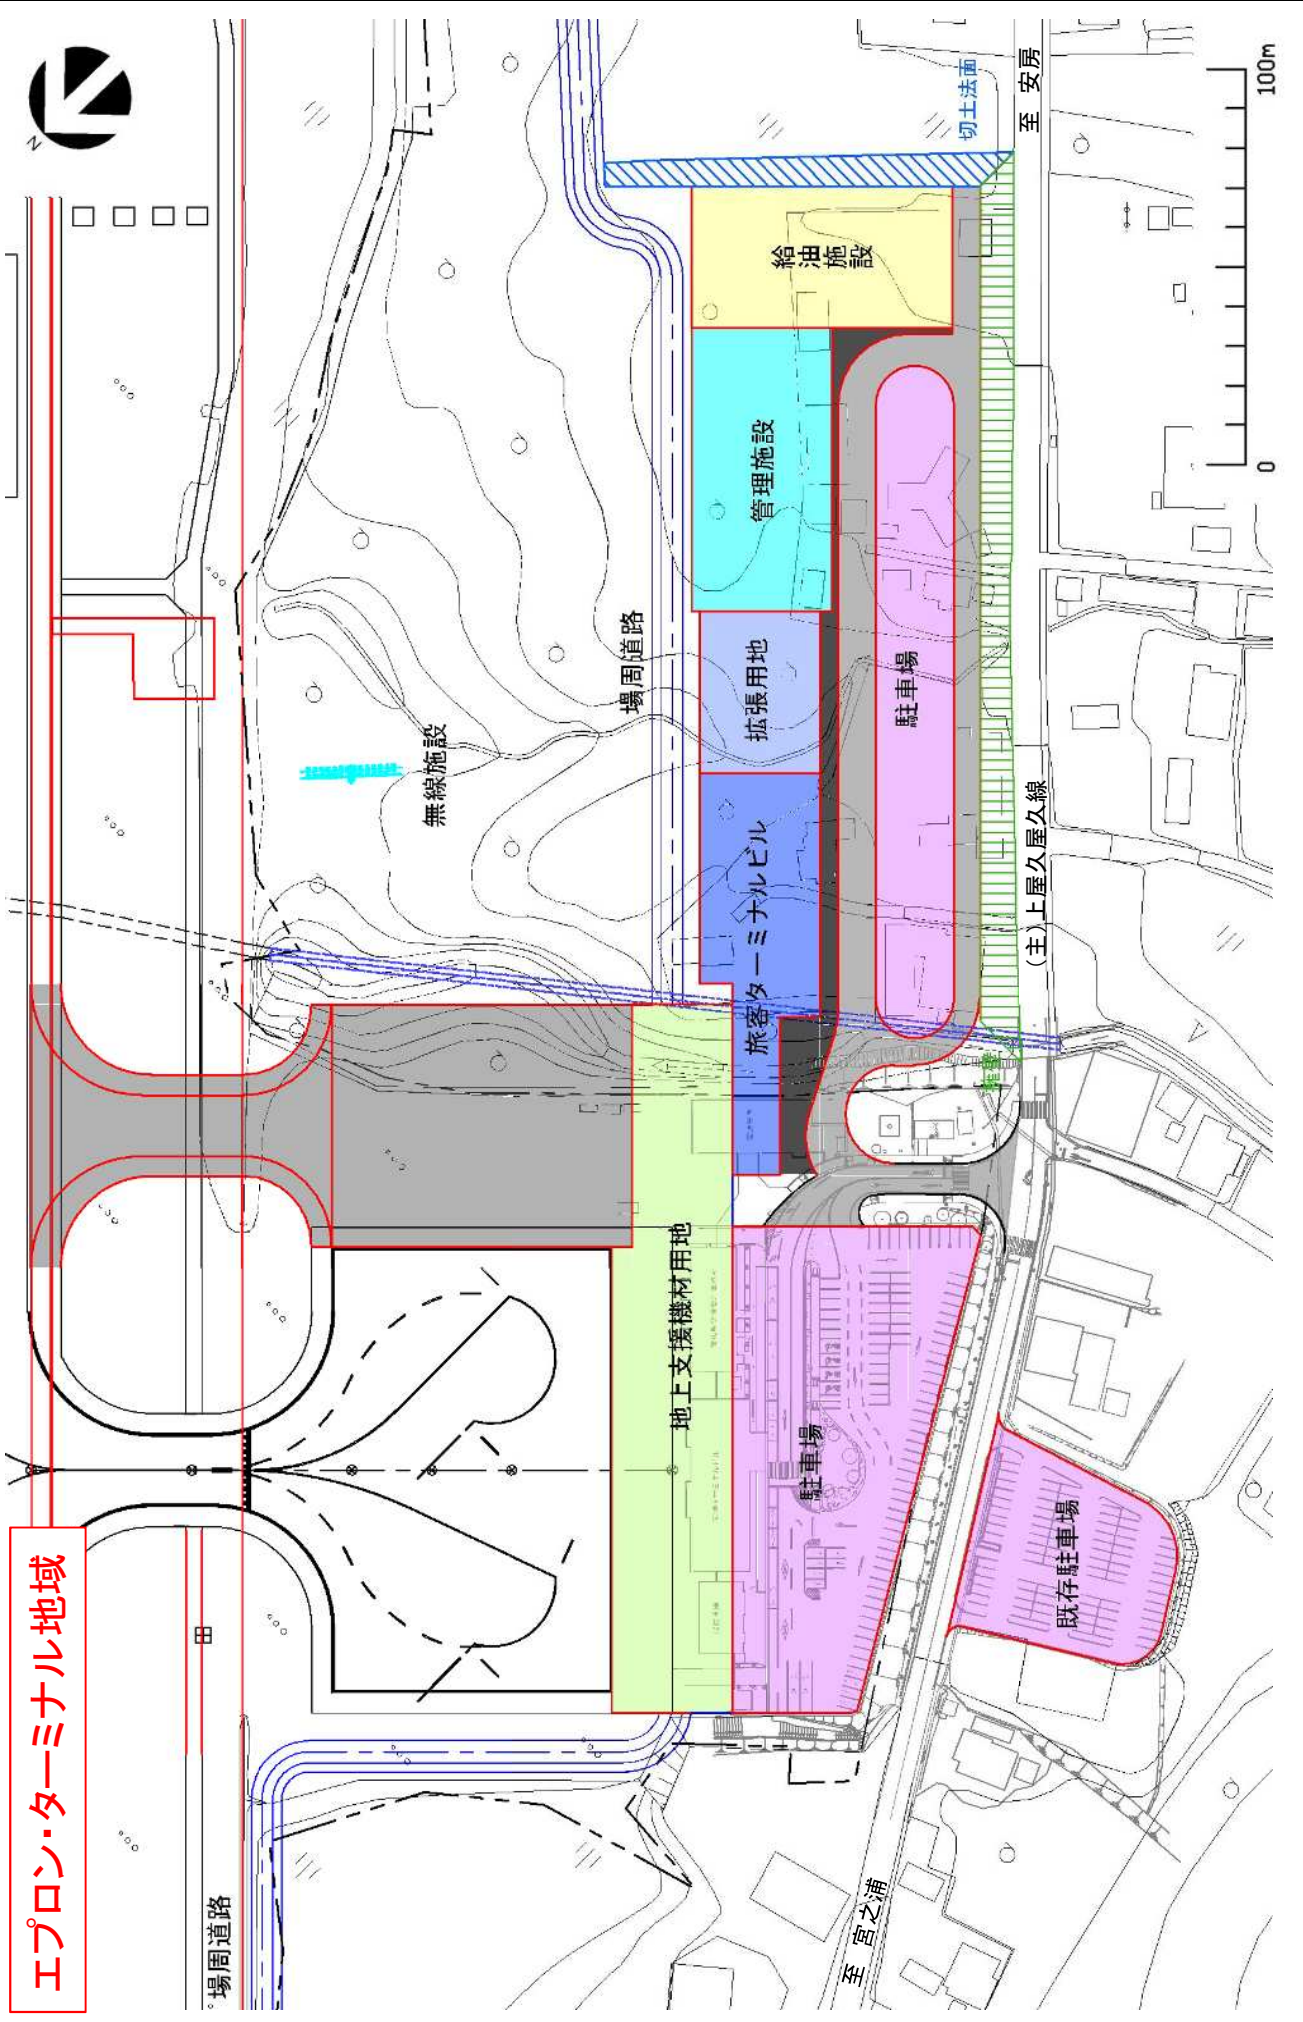 エプロン・ターミナル地域
場周道路
無線施設
場周道路
地上支援機材用地
旅客ターミナルビル
拡張用地
管理施設
給油施設
駐車場
駐車場
既存駐車場
切土法面
擁壁
(主)上屋久屋久線
至 宮之浦
至 安房
N
0
100m